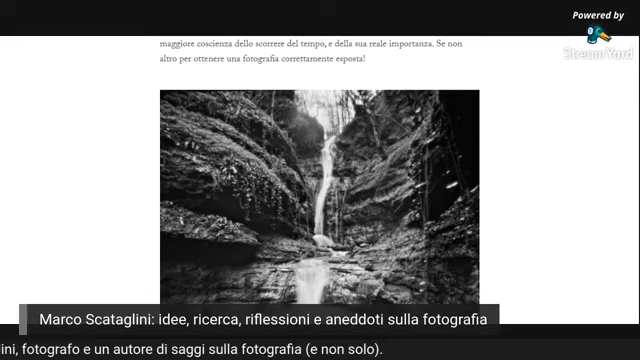 Powered by
StreamYard
maggiore coscienza dello scorrere del tempo, e della sua reale importanza. Se non
altro per ottenere una fotografia correttamente esposta!
Marco Scataglini: idee, ricerca, riflessioni e aneddoti sulla fotografia
ini, fotografo e un autore di saggi sulla fotografia (e non solo).